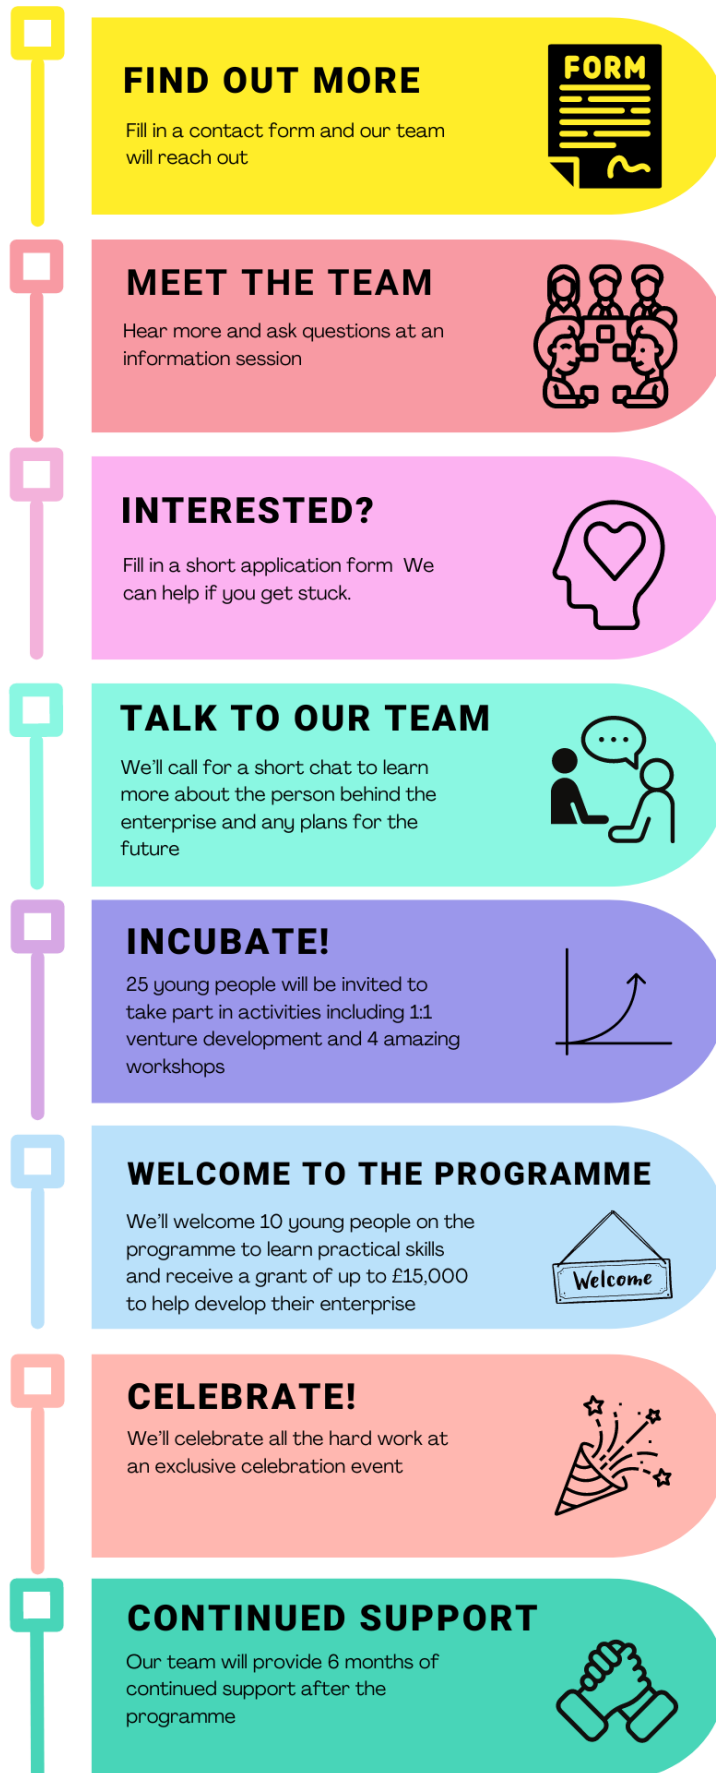 FIND OUT MORE
FORM
Fill in a contact form and our team
will reach out
MEET THE TEAM
Hear more and ask questions at an
information session
INTERESTED?
Fill in a short application form  We
can help if you get stuck.
TALK TO OUR TEAM
We'll call for a short chat to learn
more about the person behind the
enterprise and any plans for the
future
INCUBATE!
25 young people will be invited to
take part in activities including 1:1
venture development and 4 amazing
workshops
WELCOME TO THE PROGRAMME
We'll welcome 10 young people on the
programme to learn practical skills
and receive a grant of up to £15,000
to help develop their enterprise
Welcome
CELEBRATE!
We'll celebrate all the hard work at
an exclusive celebration event
CONTINUED SUPPORT
Our team will provide 6 months of
continued support after the
programme